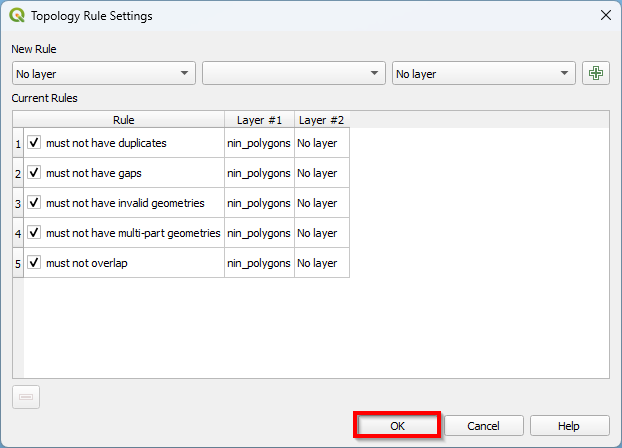 Topology Rule Settings
New Rule
No layer No layer
Current Rules
Rule Layer #1 Layer #2
1 must not have duplicates nin_polygons No layer
2 must not have gaps nin_polygons No layer
3 must not have invalid geometries nin_polygons No layer
4 must not have multi-part geometries nin_polygons No layer
5 must not overlap nin_polygons No layer
OK Cancel Help